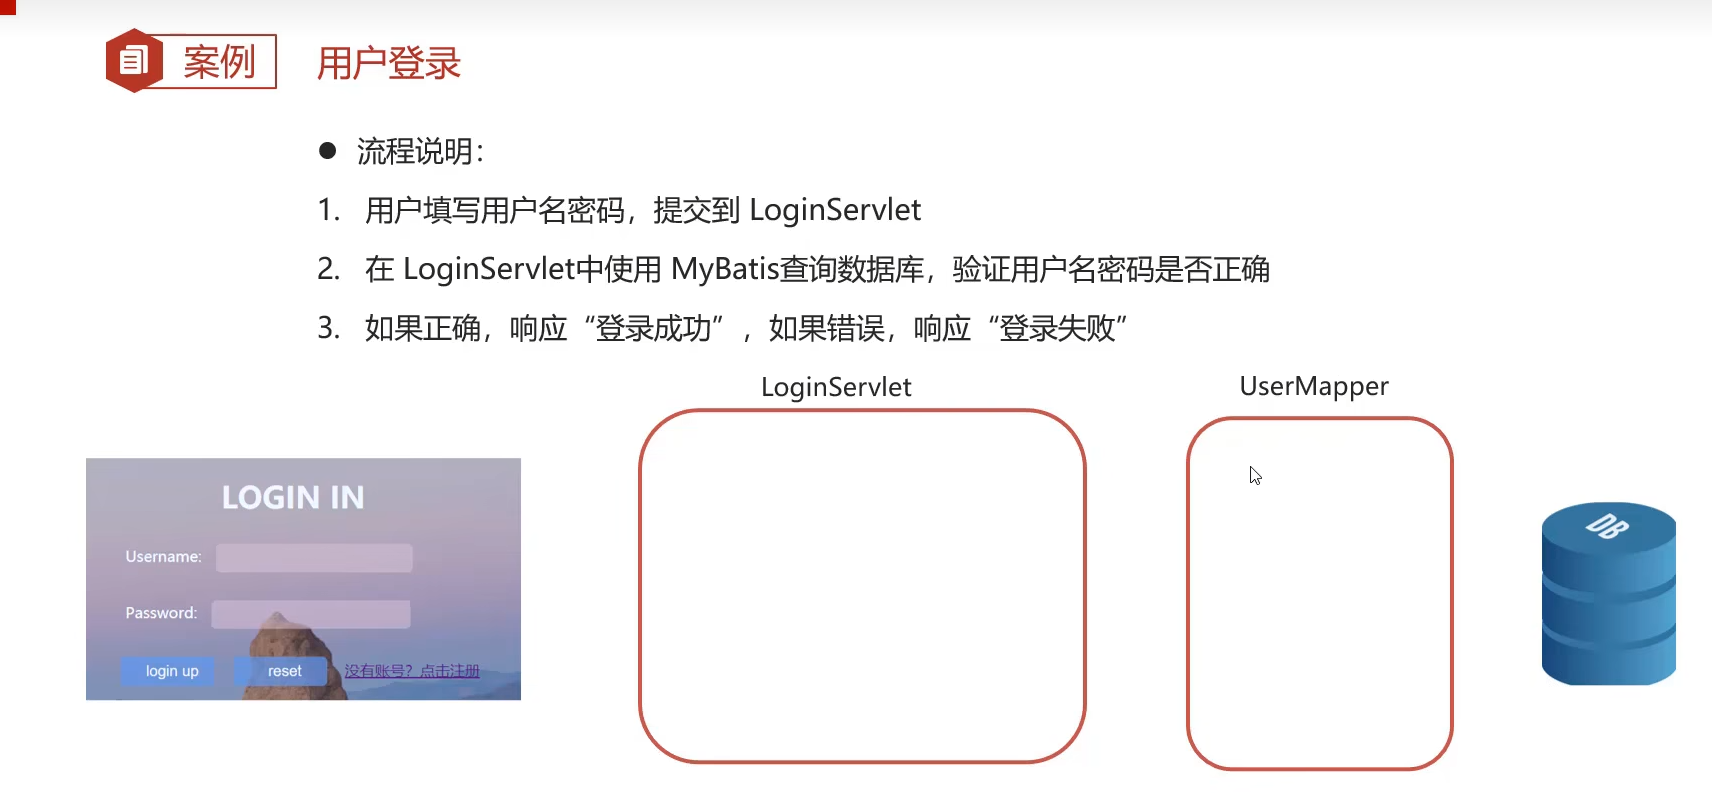 案例 用户登录
● 流程说明：
1. 用户填写用户名密码，提交到 LoginServlet
2. 在 LoginServlet中使用 MyBatis查询数据库，验证用户名密码是否正确
3. 如果正确，响应“登录成功”，如果错误，响应“登录失败”
LoginServlet
UserMapper
LOGIN IN
Username:
Password:
login up reset 没有账号？点击注册
DB